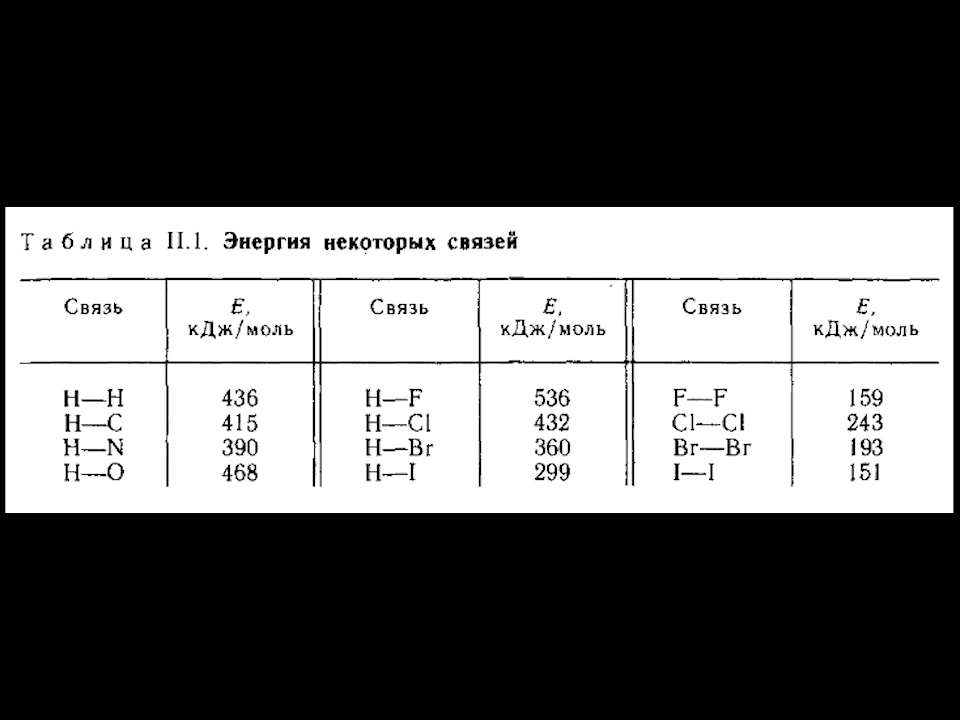 Таблица II.1. Энергия некоторых связей
Связь E, кДж/моль Связь E, кДж/моль Связь E, кДж/моль
H—H 436 H—F 536 F—F 159
H—C 415 H—Cl 432 Cl—Cl 243
H—N 390 H—Br 360 Br—Br 193
H—O 468 H—I 299 I—I 151